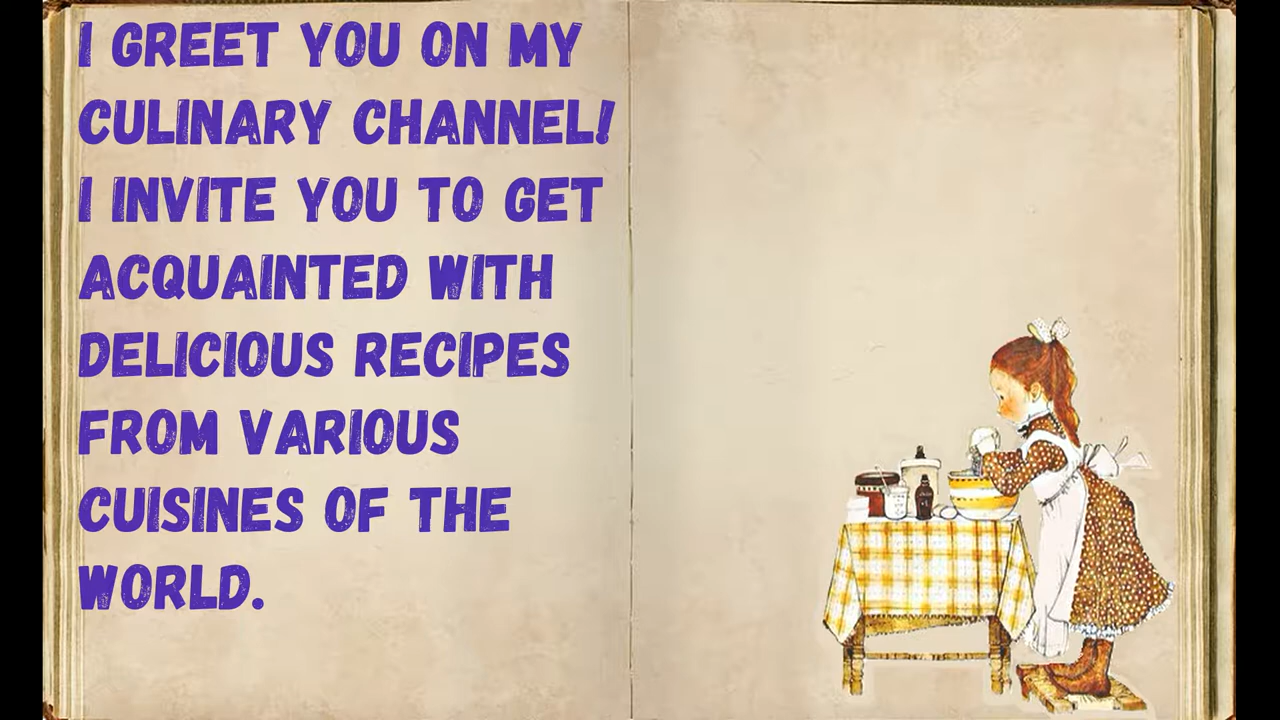 I GREET YOU ON MY
CULINARY CHANNEL!
I INVITE YOU TO GET
ACQUAINTED WITH
DELICIOUS RECIPES
FROM VARIOUS
CUISINES OF THE
WORLD.